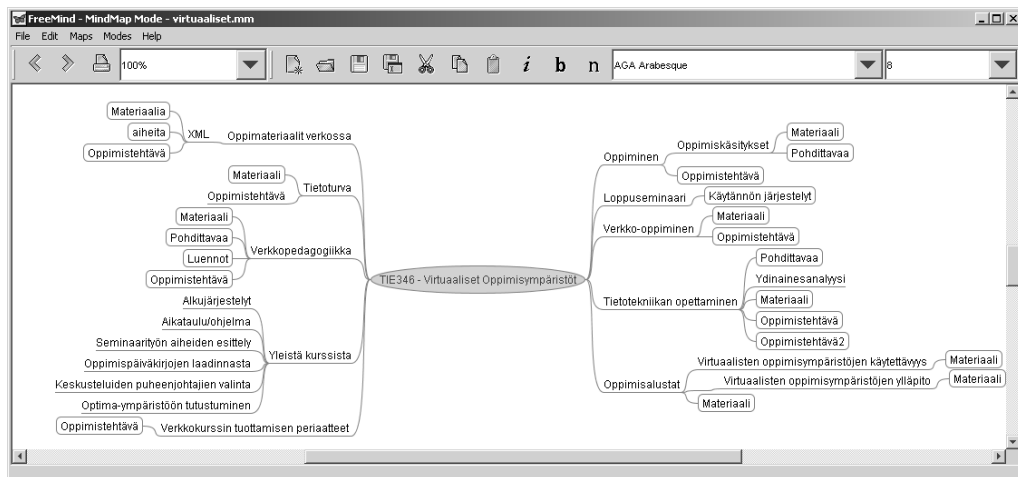 FreeMind - MindMap Mode - virtuaaliset.mm
File Edit Maps Modes Help
100% i b n AGA Arabesque 8
Materiaalia
aiheita
Oppimistehtävä
XML
Oppimateriaalit verkossa
Materiaali
Oppimistehtävä
Tietoturva
Materiaali
Pohdittavaa
Luennot
Oppimistehtävä
Verkkopedagogiikka
Alkujärjestelyt
Aikataulu/ohjelma
Seminaarityön aiheiden esittely
Oppimispäiväkirjojen laadinnasta
Keskusteluiden puheenjohtajien valinta
Optima-ympäristöön tutustuminen
Yleistä kurssista
Oppimistehtävä
Verkkokurssin tuottamisen periaatteet
TIE346 - Virtuaaliset Oppimisympäristöt
Oppiminen
Oppimiskäsitykset
Materiaali
Pohdittavaa
Oppimistehtävä
Loppuseminaari
Käytännön järjestelyt
Verkko-oppiminen
Materiaali
Oppimistehtävä
Tietotekniikan opettaminen
Pohdittavaa
Ydinainesanalyysi
Materiaali
Oppimistehtävä
Oppimistehtävä2
Oppimisalustat
Virtuaalisten oppimisympäristöjen käytettävyys
Materiaali
Virtuaalisten oppimisympäristöjen ylläpito
Materiaali
Materiaali